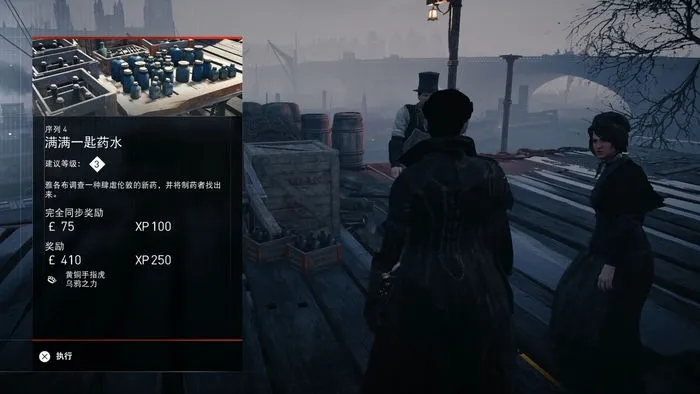 序列 4
满满一匙药水
建议等级： 3
雅各布调查一种肆虐伦敦的新药，并将制药者找出
来。
完全同步奖励
£ 75 XP 100
奖励
£ 410 XP 250
黄铜手指虎
乌鸦之力
执行